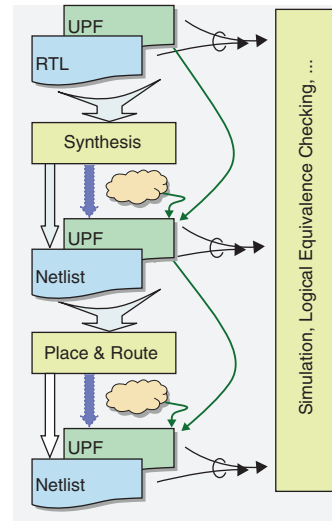 UPF
RTL
Synthesis
UPF
Netlist
Place & Route
UPF
Netlist
Simulation, Logical Equivalence Checking, ...